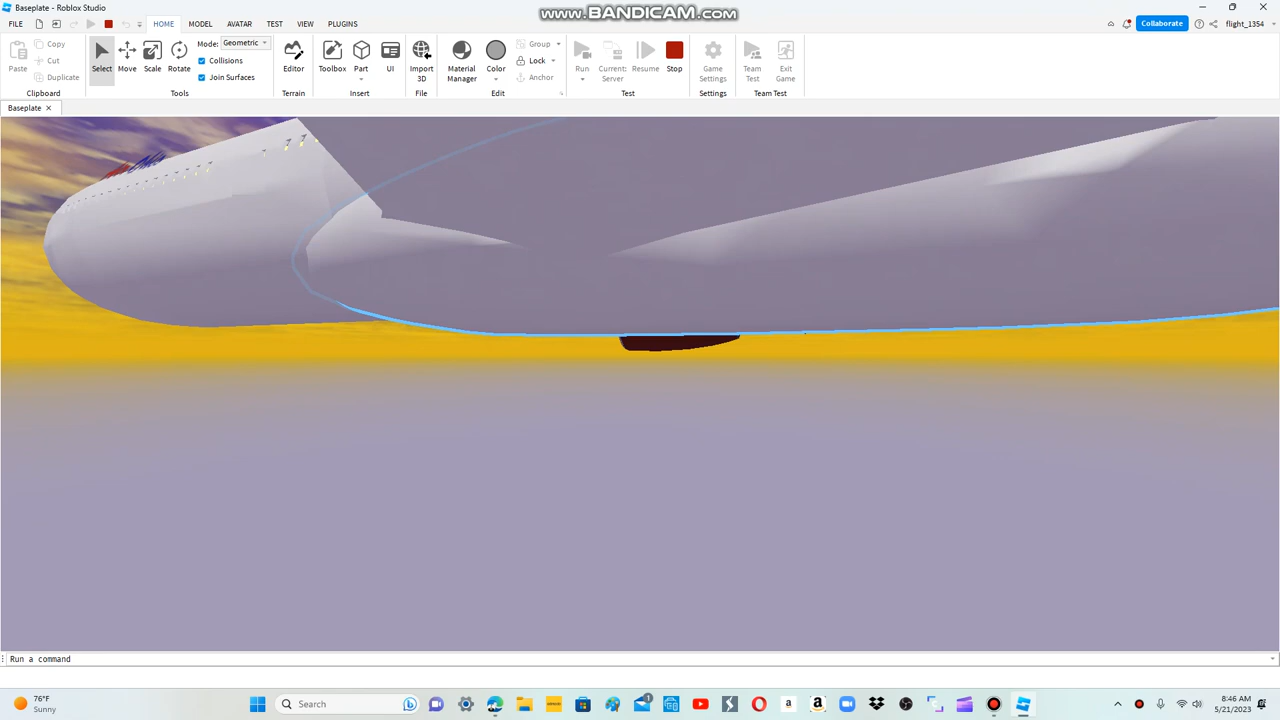 Baseplate - Roblox Studio
www.BANDICAM.com
FILE HOME MODEL AVATAR TEST VIEW PLUGINS
Collaborate flight_1354
Paste Copy Cut Duplicate
Clipboard
Select Move Scale Rotate
Mode: Geometric
Collisions
Join Surfaces
Tools
Editor
Terrain
Toolbox Part UI
Insert
Import 3D
File
Material Manager Color Group Lock Anchor
Edit
Run Current: Server Resume Stop
Test
Game Settings
Settings
Team Test Exit Game
Team Test
Baseplate
Run a command
76°F
Sunny
Search
1
8:46 AM
5/21/2023